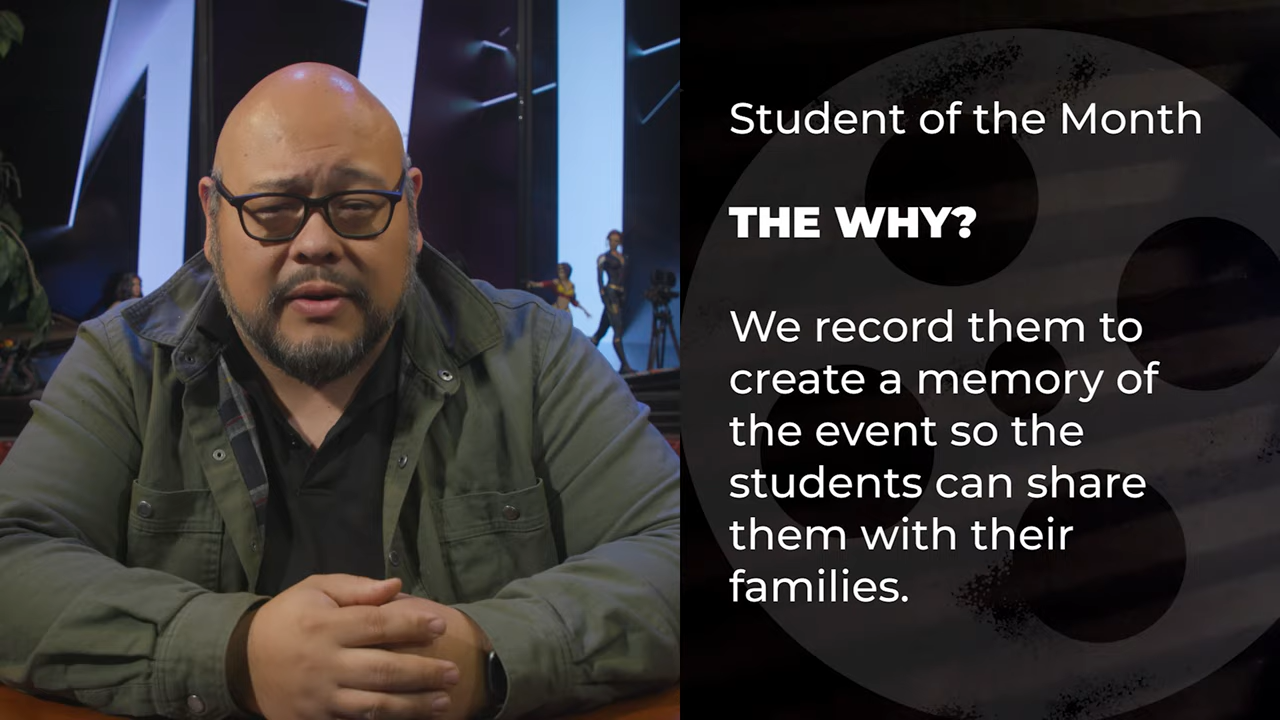 Student of the Month
THE WHY?
We record them to
create a memory of
the event so the
students can share
them with their
families.